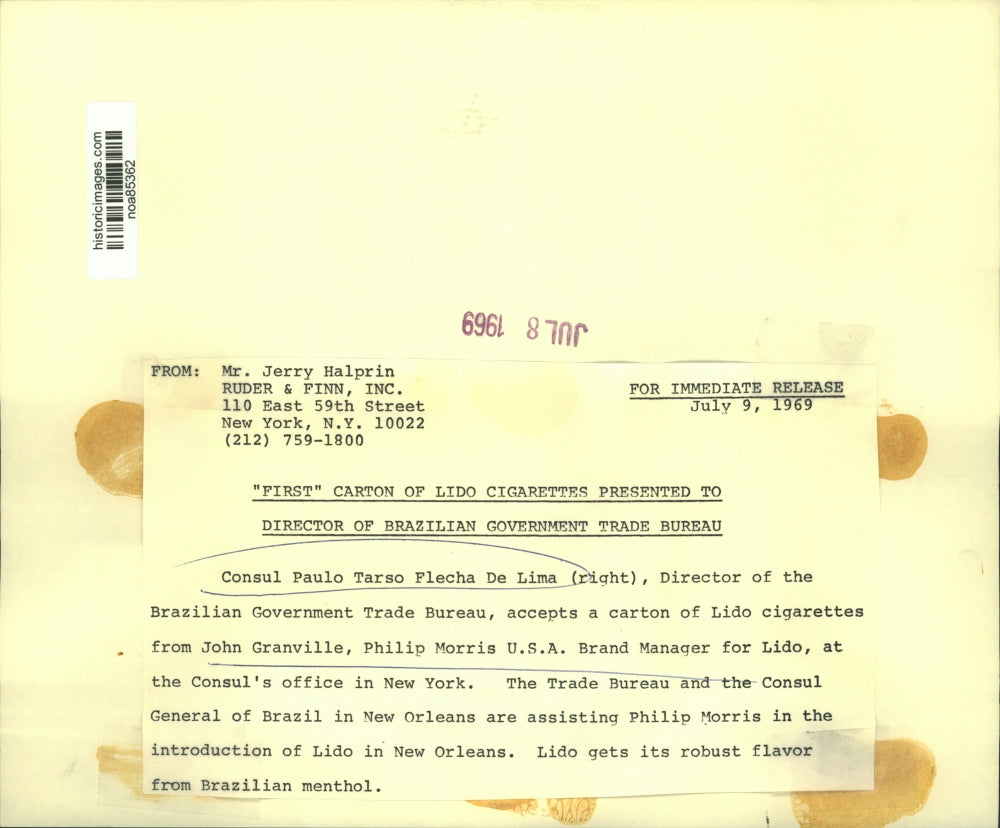 historicimages.com
noa85362
JUL 8 1969
FROM: Mr. Jerry Halprin
RUDER & FINN, INC.
110 East 59th Street
New York, N.Y. 10022
(212) 759-1800
FOR IMMEDIATE RELEASE
July 9, 1969
"FIRST" CARTON OF LIDO CIGARETTES PRESENTED TO
DIRECTOR OF BRAZILIAN GOVERNMENT TRADE BUREAU
Consul Paulo Tarso Flecha De Lima (right), Director of the
Brazilian Government Trade Bureau, accepts a carton of Lido cigarettes
from John Granville, Philip Morris U.S.A. Brand Manager for Lido, at
the Consul's office in New York. The Trade Bureau and the Consul
General of Brazil in New Orleans are assisting Philip Morris in the
introduction of Lido in New Orleans. Lido gets its robust flavor
from Brazilian menthol.